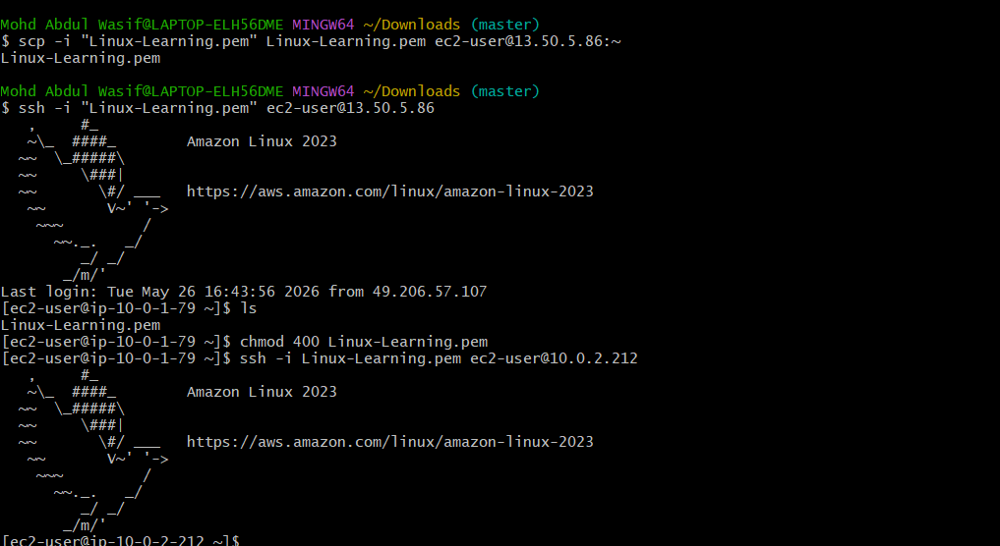 Mohd Abdul Wasif@LAPTOP-ELH56DME MINGW64 ~/Downloads (master)
$ scp -i "Linux-Learning.pem" Linux-Learning.pem ec2-user@13.50.5.86:~
Linux-Learning.pem

Mohd Abdul Wasif@LAPTOP-ELH56DME MINGW64 ~/Downloads (master)
$ ssh -i "Linux-Learning.pem" ec2-user@13.50.5.86
   ,     #_
   ~\_  ####_        Amazon Linux 2023
  ~~  \_#####\
  ~~     \###|
  ~~       \#/ ___   https://aws.amazon.com/linux/amazon-linux-2023
   ~~       V~' '->
    ~~~         /
      ~~._.   _/
         _/ _/
       _/m/'
Last login: Tue May 26 16:43:56 2026 from 49.206.57.107
[ec2-user@ip-10-0-1-79 ~]$ ls
Linux-Learning.pem
[ec2-user@ip-10-0-1-79 ~]$ chmod 400 Linux-Learning.pem
[ec2-user@ip-10-0-1-79 ~]$ ssh -i Linux-Learning.pem ec2-user@10.0.2.212
   ,     #_
   ~\_  ####_        Amazon Linux 2023
  ~~  \_#####\
  ~~     \###|
  ~~       \#/ ___   https://aws.amazon.com/linux/amazon-linux-2023
   ~~       V~' '->
    ~~~         /
      ~~._.   _/
         _/ _/
       _/m/'
[ec2-user@ip-10-0-2-212 ~]$